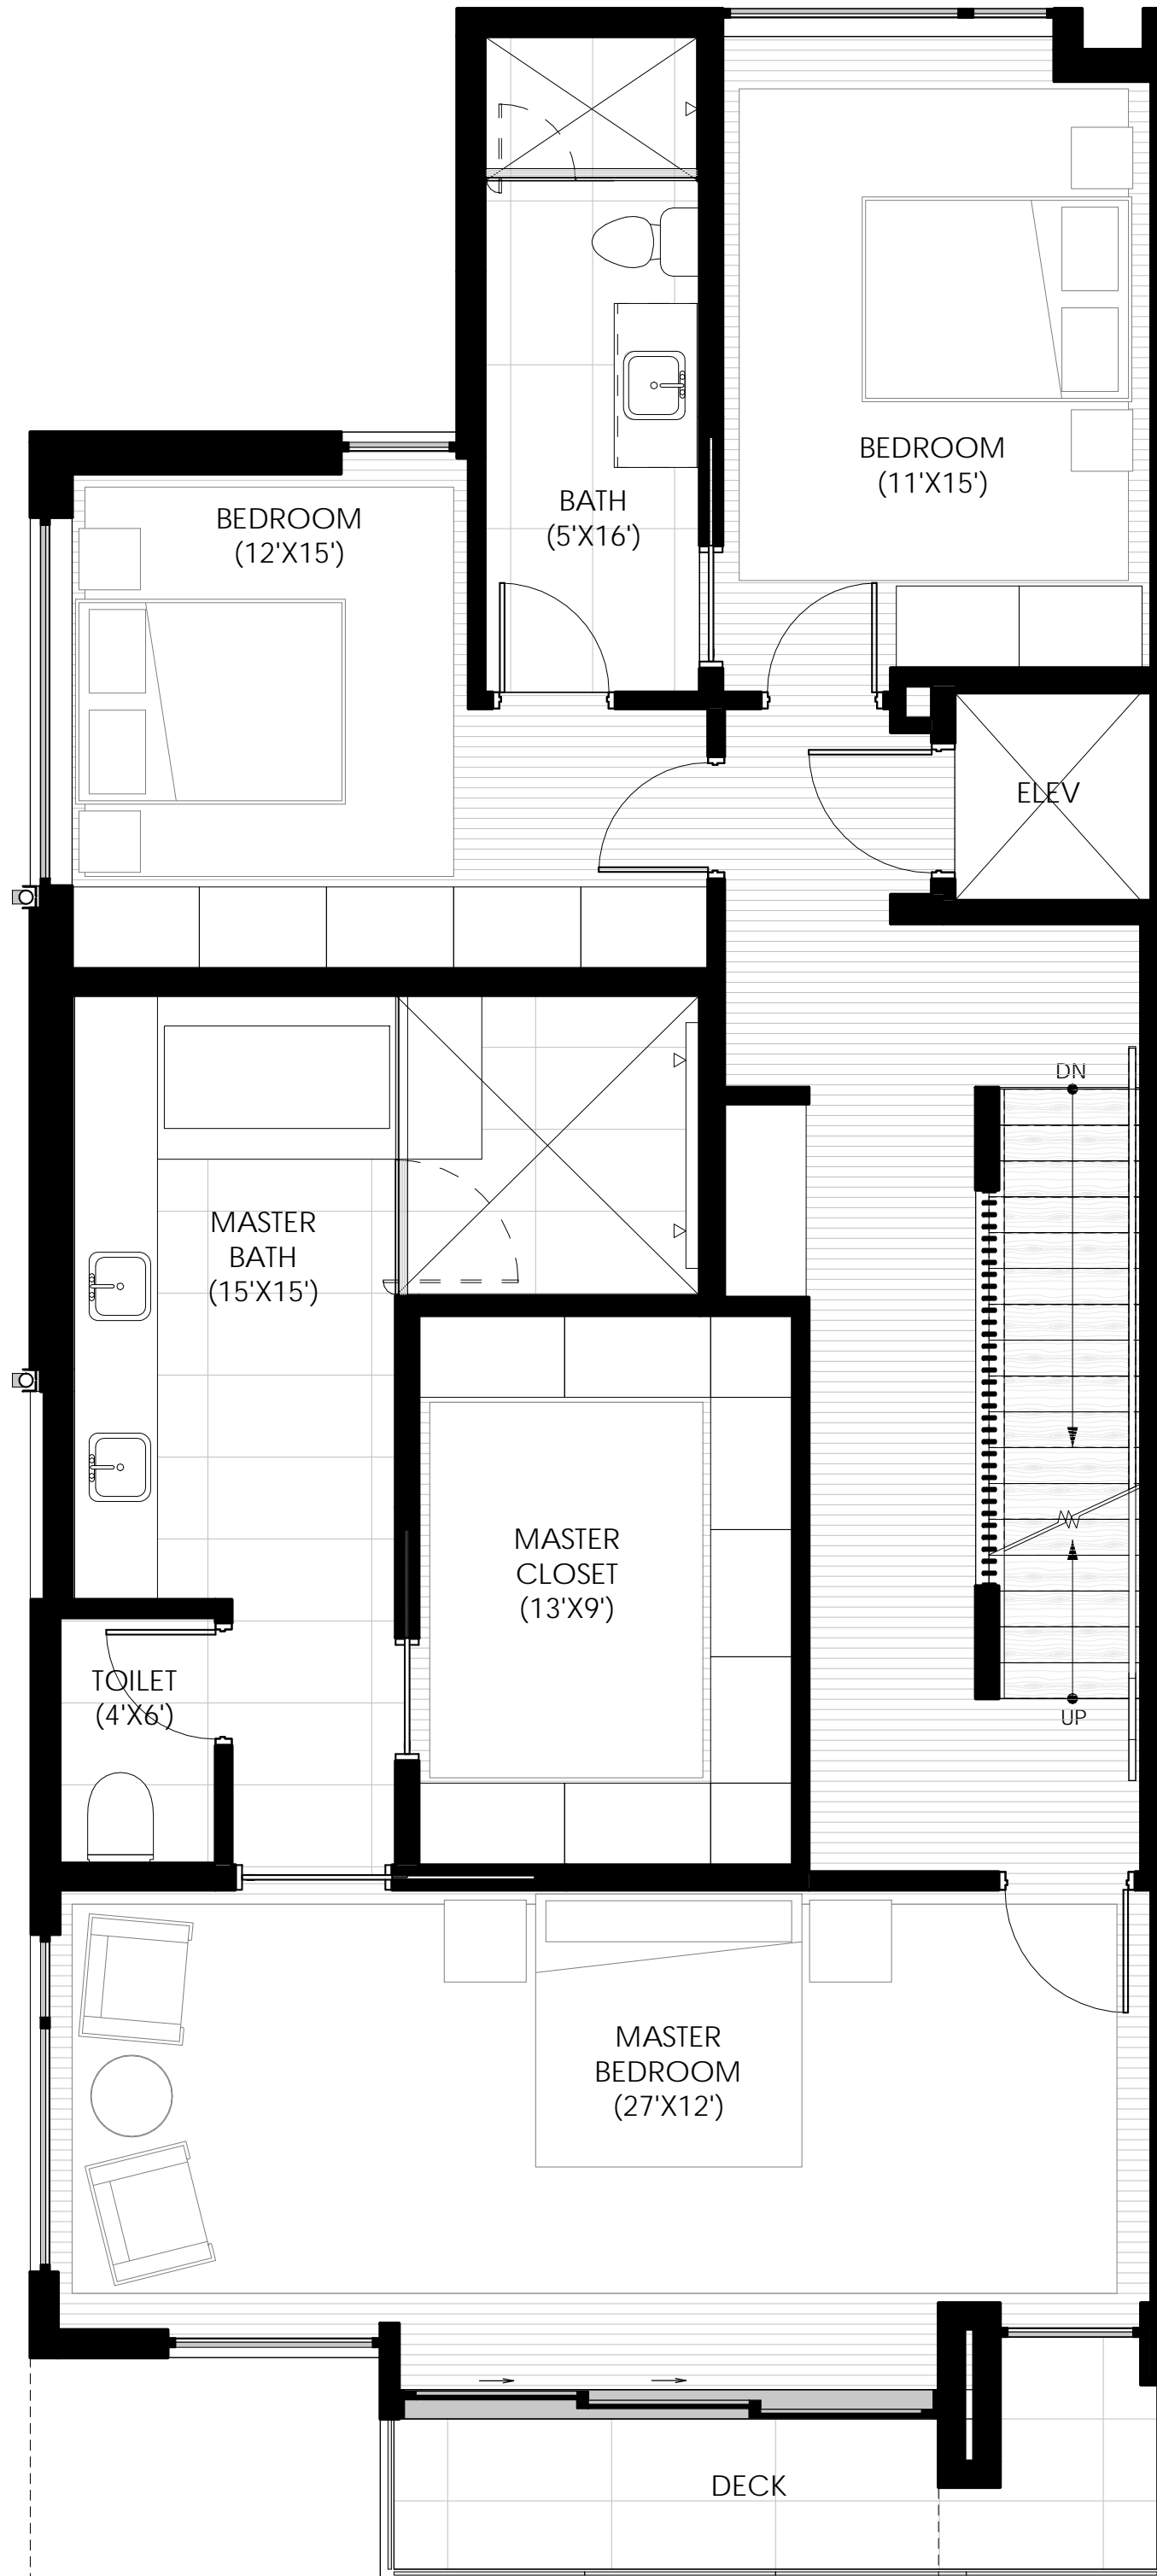 BEDROOM
(11'X15')
BATH
(5'X16')
BEDROOM
(12'X15')
ELEV
DN
MASTER
BATH
(15'X15')
MASTER
CLOSET
(13'X9')
TOILET
(4'X6')
UP
MASTER
BEDROOM
(27'X12')
DECK